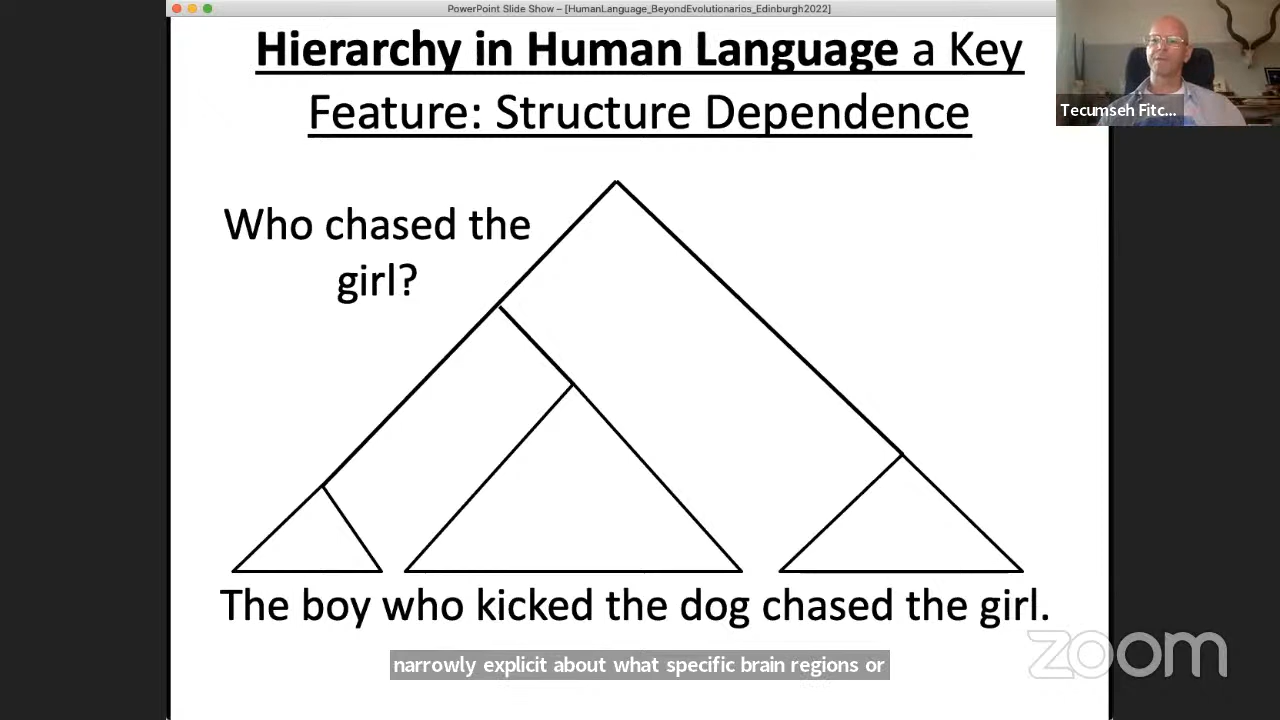 PowerPoint Slide Show – [HumanLanguage_BeyondEvolutionarios_Edinburgh2022]
Hierarchy in Human Language a Key
Feature: Structure Dependence
Tecumseh Fitc...
Who chased the
girl?
The boy who kicked the dog chased the girl.
zoom
narrowly explicit about what specific brain regions or